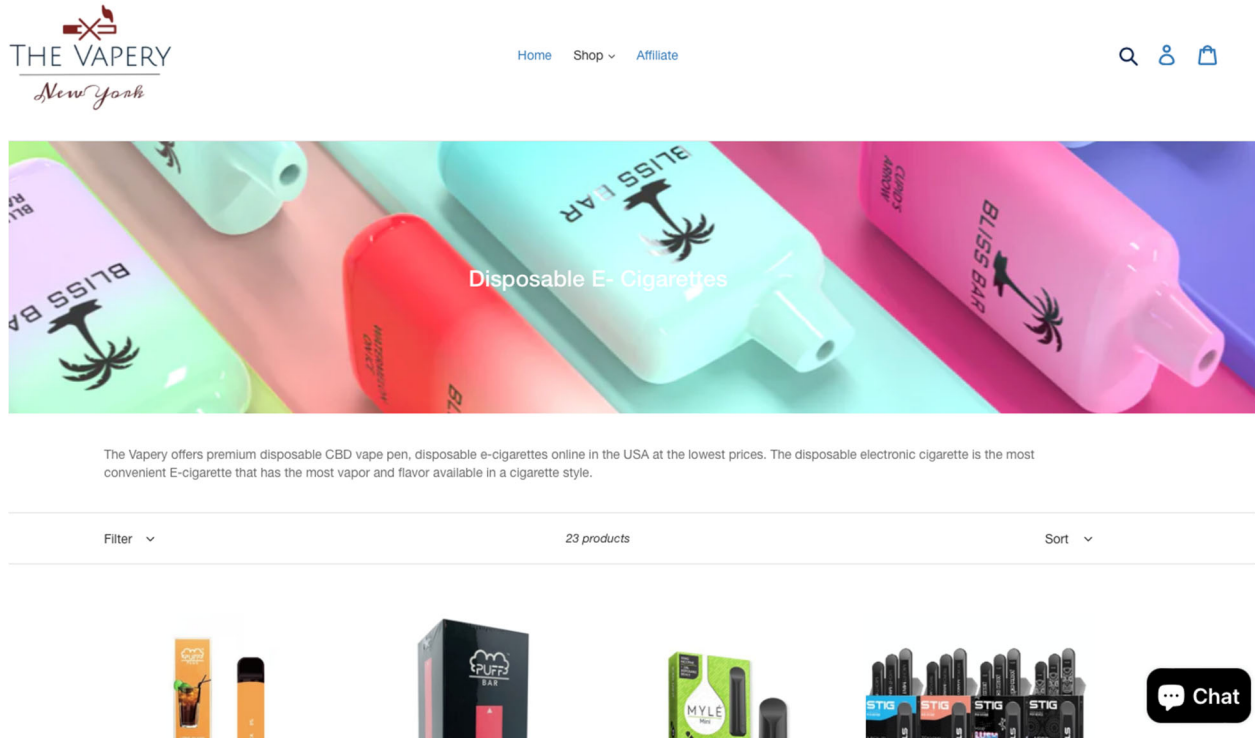 THE VAPERY
New York
Home
Shop
Affiliate
BLISS BAR
BLISS BAR
CUPID'S
ARROW
BLISS BAR
Disposable E- Cigarettes
The Vapery offers premium disposable CBD vape pen, disposable e-cigarettes online in the USA at the lowest prices. The disposable electronic cigarette is the most
convenient E-cigarette that has the most vapor and flavor available in a cigarette style.
Filter
23 products
Sort
PUFF
PUFF
BAR
MYLÉ
Mini
STIG
STIG
STIG
STIG
Chat